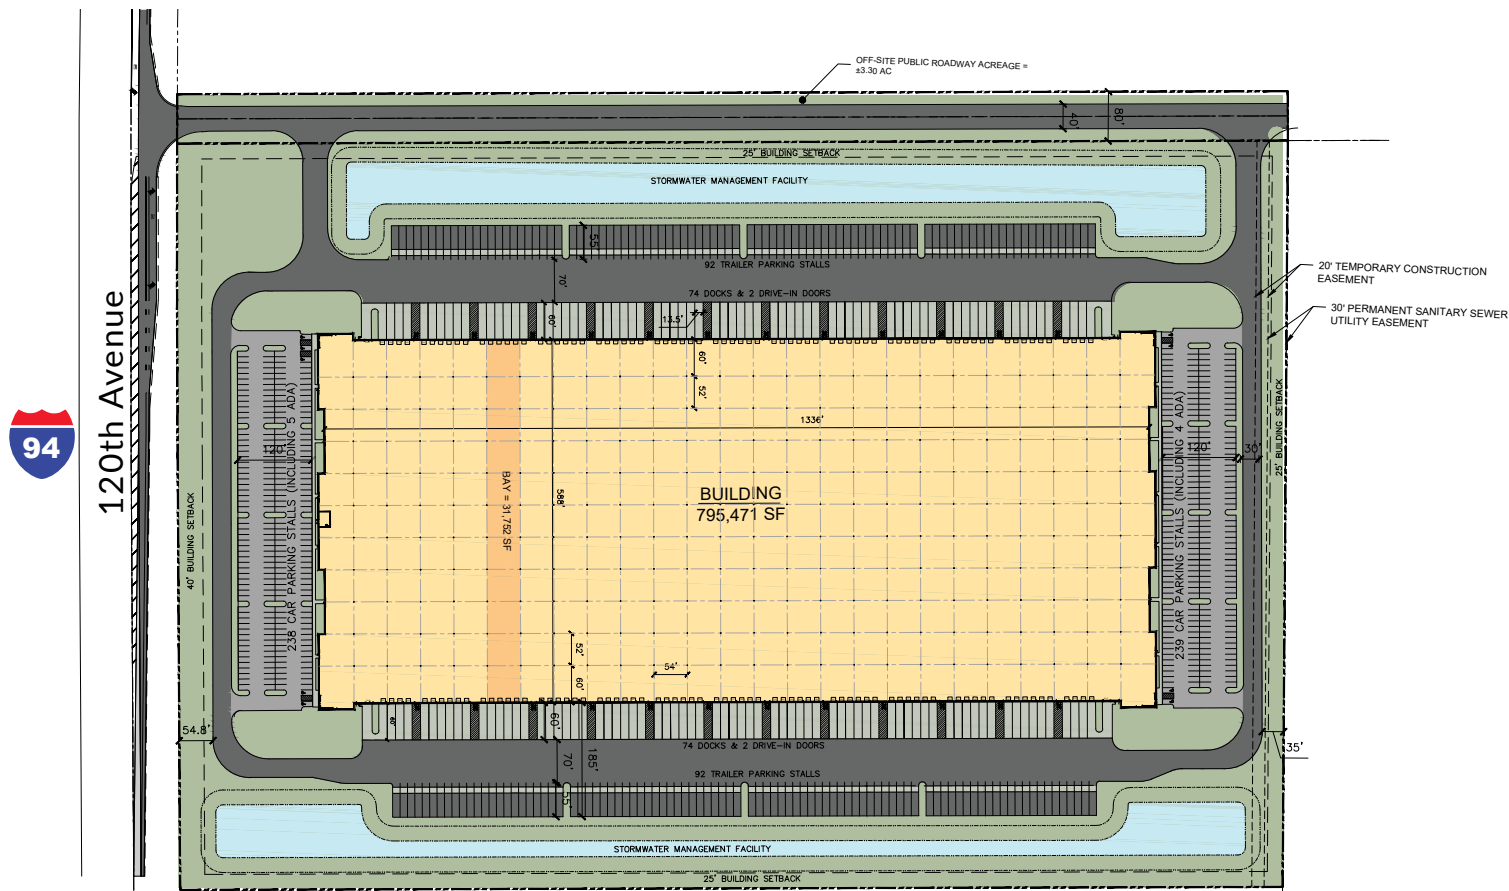 OFF-SITE PUBLIC ROADWAY ACREAGE =
±3.30 AC
40'
80'
25' BUILDING SETBACK
STORMWATER MANAGEMENT FACILITY
55'
92 TRAILER PARKING STALLS
70'
74 DOCKS & 2 DRIVE-IN DOORS
60'
13.5'
20' TEMPORARY CONSTRUCTION
EASEMENT
30' PERMANENT SANITARY SEWER
UTILITY EASEMENT
60'
52'
1336'
94
120th Avenue
40' BUILDING SETBACK
120'
238 CAR PARKING STALLS (INCLUDING 5 ADA)
BAY = 31,752 SF
588'
BUILDING
795,471 SF
239 CAR PARKING STALLS (INCLUDING 4 ADA)
120'
30'
25' BUILDING SETBACK
52'
60'
54'
54.8'
60'
60'
74 DOCKS & 2 DRIVE-IN DOORS
35'
70'
185'
92 TRAILER PARKING STALLS
55'
STORMWATER MANAGEMENT FACILITY
25' BUILDING SETBACK